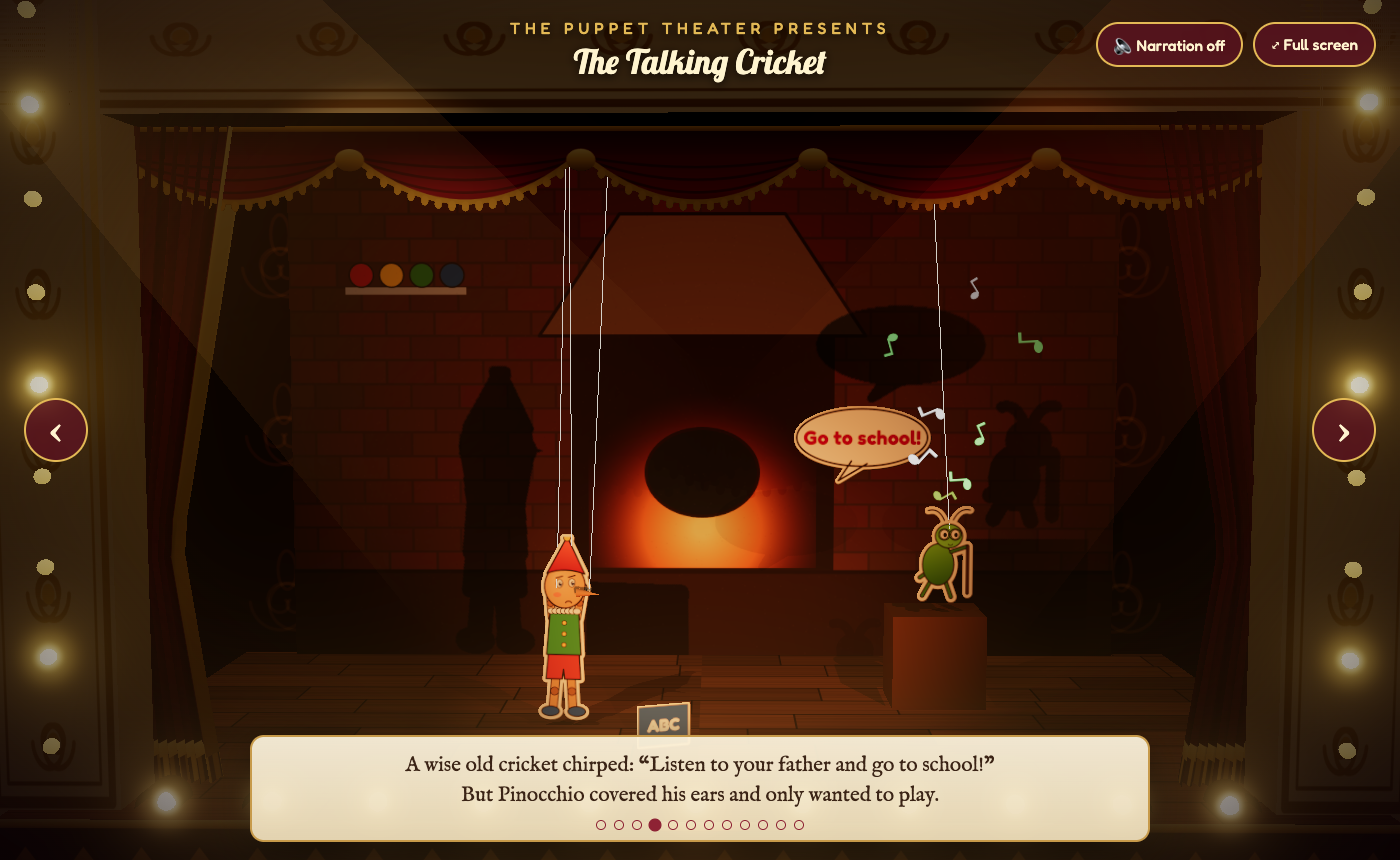 THE PUPPET THEATER PRESENTS
The Talking Cricket
Narration off
Full screen
Go to school!
ABC
A wise old cricket chirped: “Listen to your father and go to school!”
But Pinocchio covered his ears and only wanted to play.